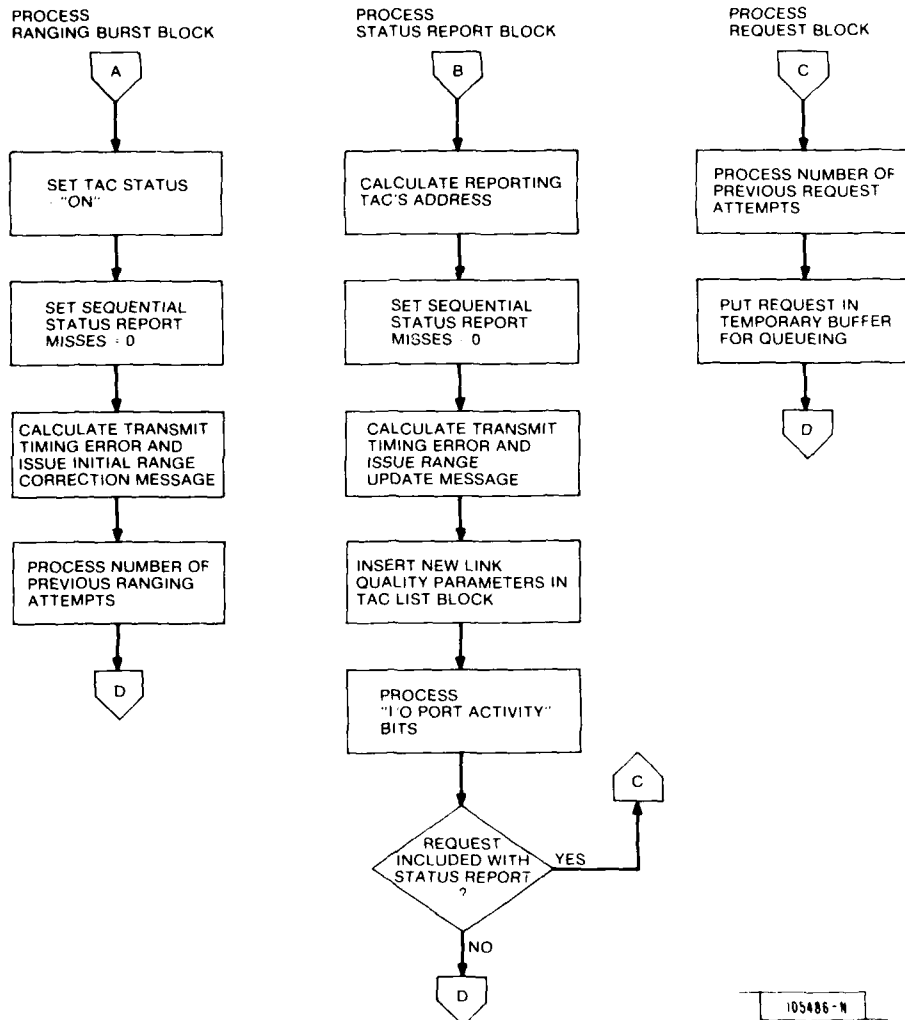 PROCESS
RANGING BURST BLOCK
A
SET TAC STATUS
= "ON"
SET SEQUENTIAL
STATUS REPORT
MISSES = 0
CALCULATE TRANSMIT
TIMING ERROR AND
ISSUE INITIAL RANGE
CORRECTION MESSAGE
PROCESS NUMBER OF
PREVIOUS RANGING
ATTEMPTS
D
PROCESS
STATUS REPORT BLOCK
B
CALCULATE REPORTING
TAC'S ADDRESS
SET SEQUENTIAL
STATUS REPORT
MISSES = 0
CALCULATE TRANSMIT
TIMING ERROR AND
ISSUE RANGE
UPDATE MESSAGE
INSERT NEW LINK
QUALITY PARAMETERS IN
TAC LIST BLOCK
PROCESS
"I/O PORT ACTIVITY"
BITS
REQUEST
INCLUDED WITH
STATUS REPORT
?
YES
C
NO
D
PROCESS
REQUEST BLOCK
C
PROCESS NUMBER OF
PREVIOUS REQUEST
ATTEMPTS
PUT REQUEST IN
TEMPORARY BUFFER
FOR QUEUEING
D
105486-N